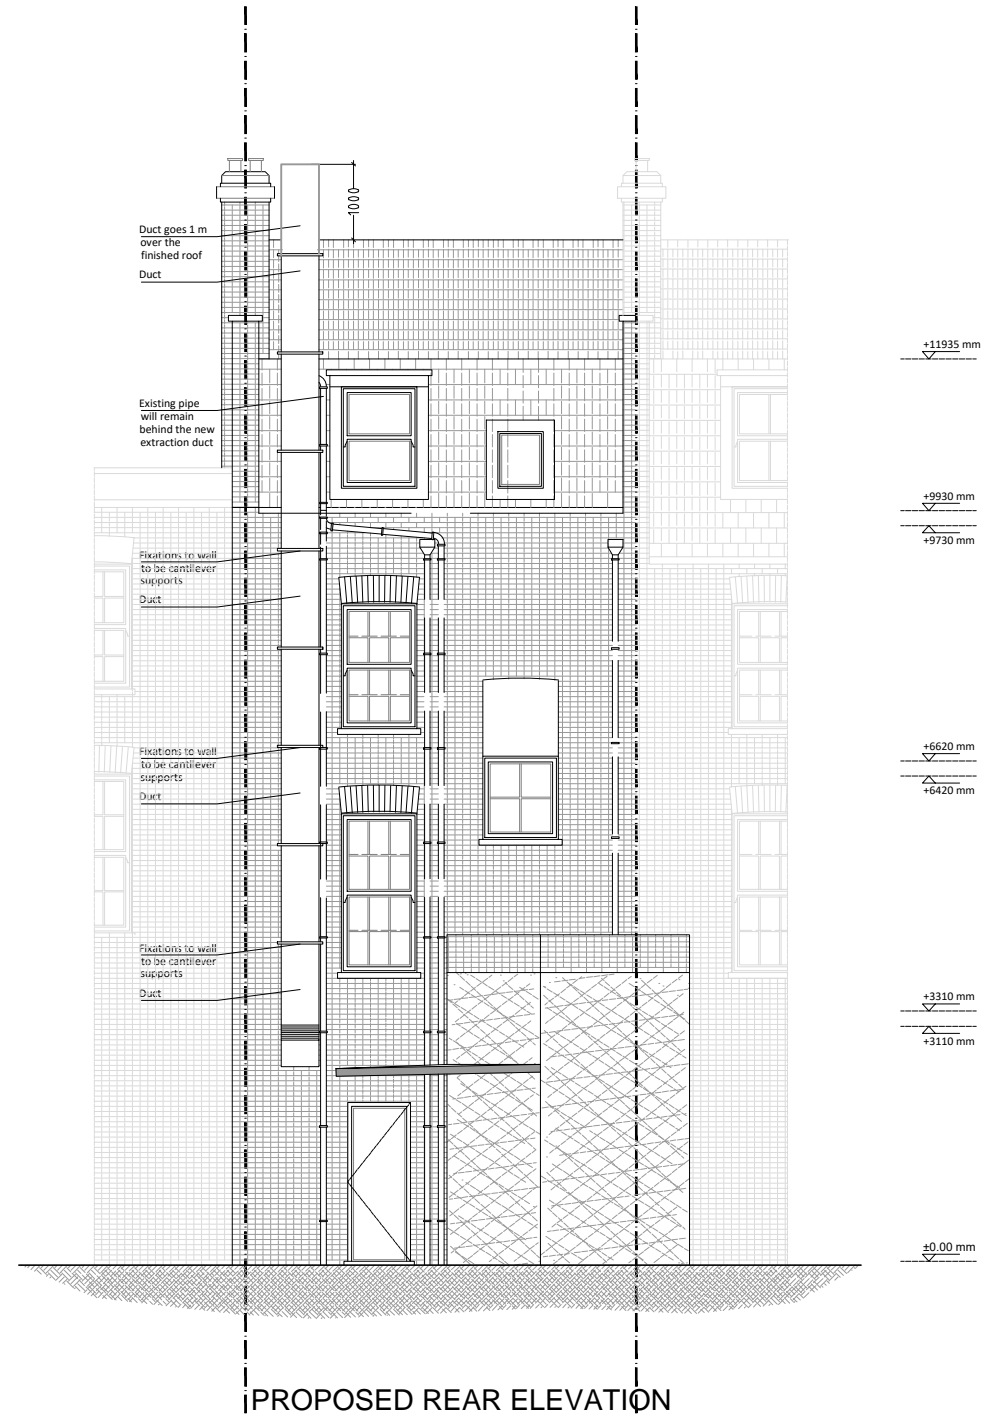 1000
Duct goes 1 m
over the
finished roof
Duct
+11935 mm
Existing pipe
will remain
behind the new
extraction duct
+9930 mm
+9730 mm
Fixations to wall
to be cantilever
supports
Duct
+6620 mm
+6420 mm
Fixations to wall
to be cantilever
supports
Duct
Fixations to wall
to be cantilever
supports
Duct
+3310 mm
+3110 mm
±0.00 mm
PROPOSED REAR ELEVATION